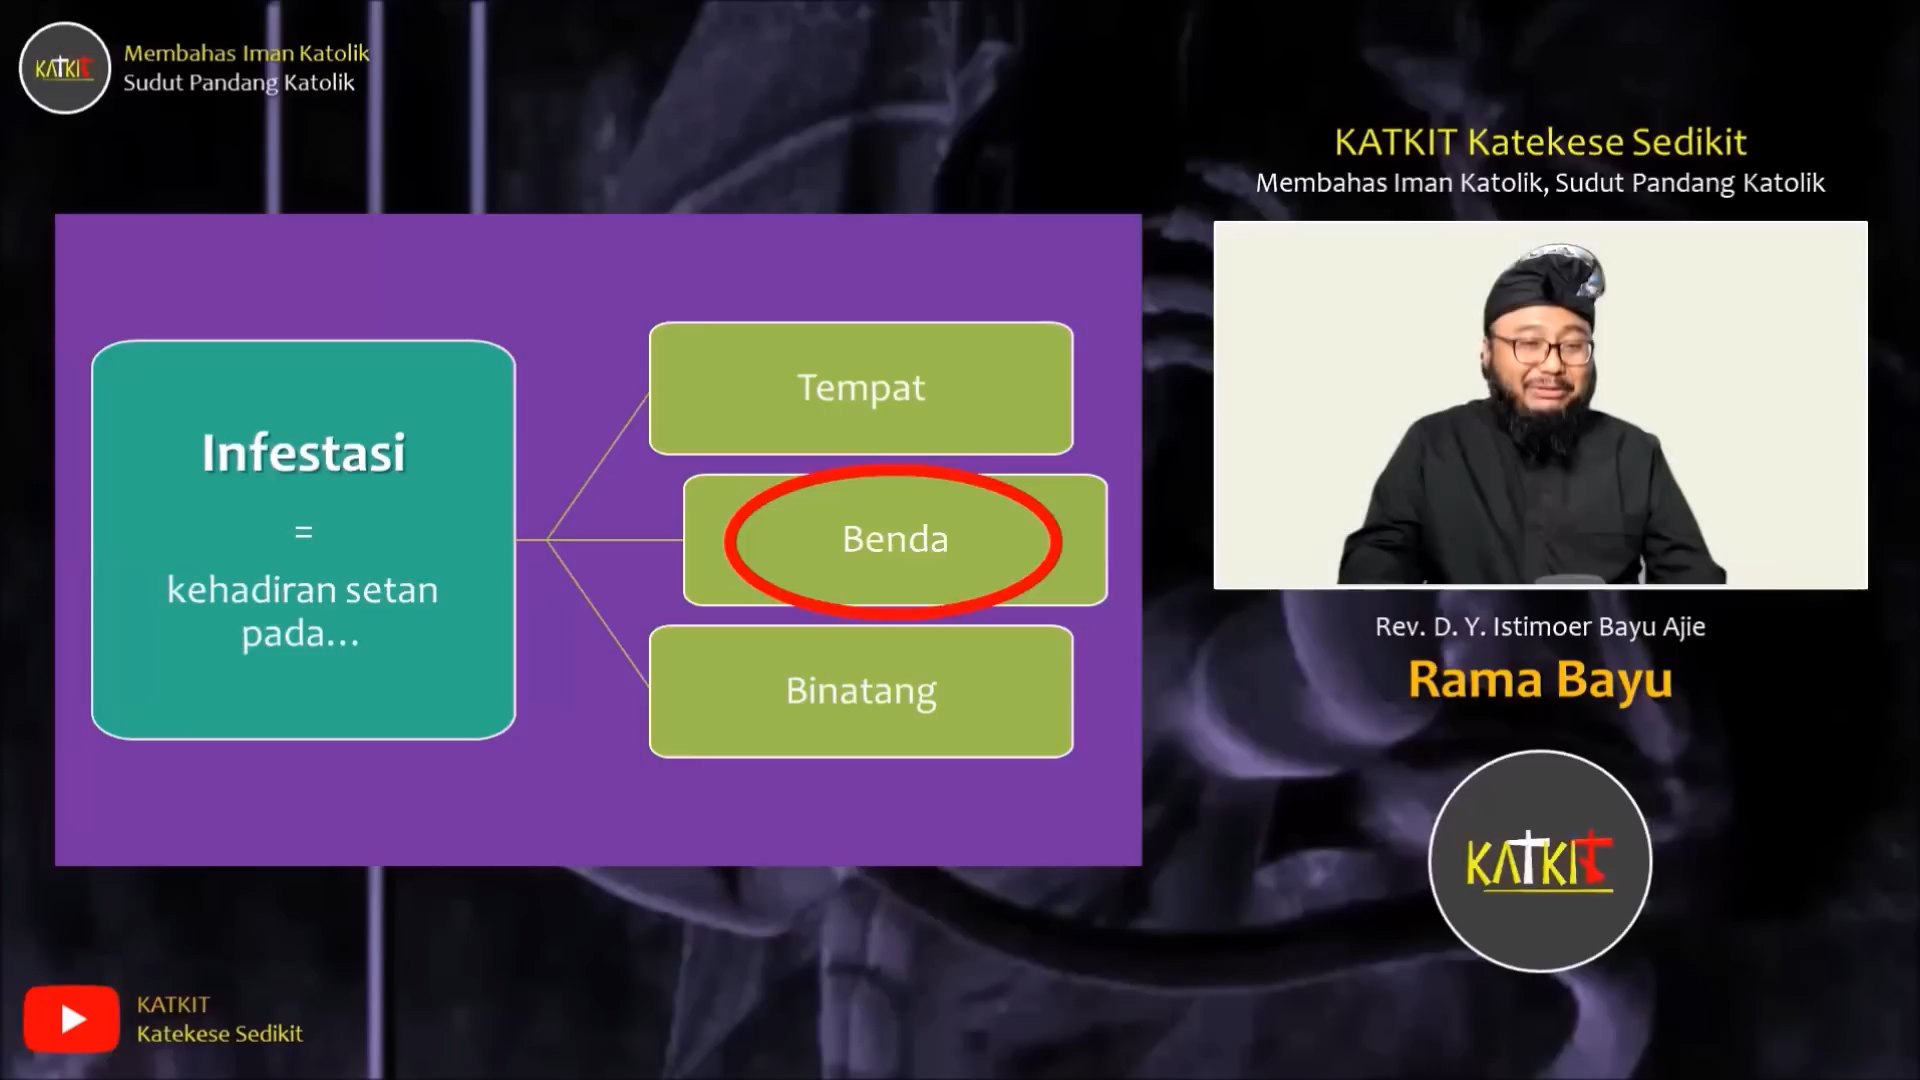 KATKIT
Membahas Iman Katolik
Sudut Pandang Katolik
KATKIT Katekese Sedikit
Membahas Iman Katolik, Sudut Pandang Katolik
Infestasi
=
kehadiran setan
pada...
Tempat
Benda
Binatang
Rev. D. Y. Istimoer Bayu Ajie
Rama Bayu
KATKIT
KATKIT
Katekese Sedikit